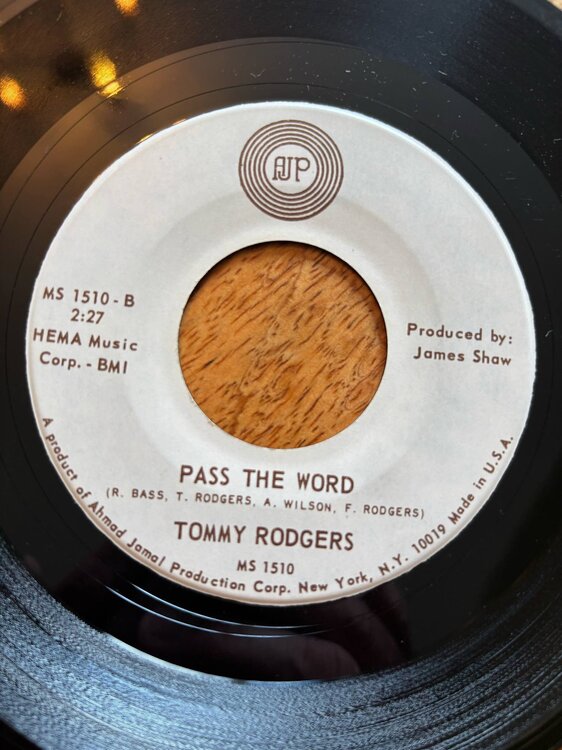 AJP
MS 1510-B
2:27
HEMA Music
Corp. - BMI
Produced by:
James Shaw
PASS THE WORD
(R. BASS, T. RODGERS, A. WILSON, F. RODGERS)
TOMMY RODGERS
MS 1510
A product of Ahmad Jamal Production Corp. New York, N.Y. 10019 Made in U.S.A.